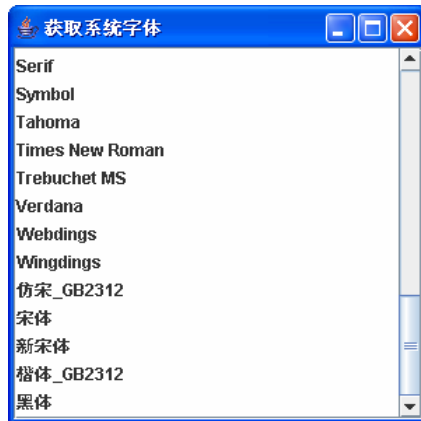 获取系统字体
Serif
Symbol
Tahoma
Times New Roman
Trebuchet MS
Verdana
Webdings
Wingdings
仿宋_GB2312
宋体
新宋体
楷体_GB2312
黑体